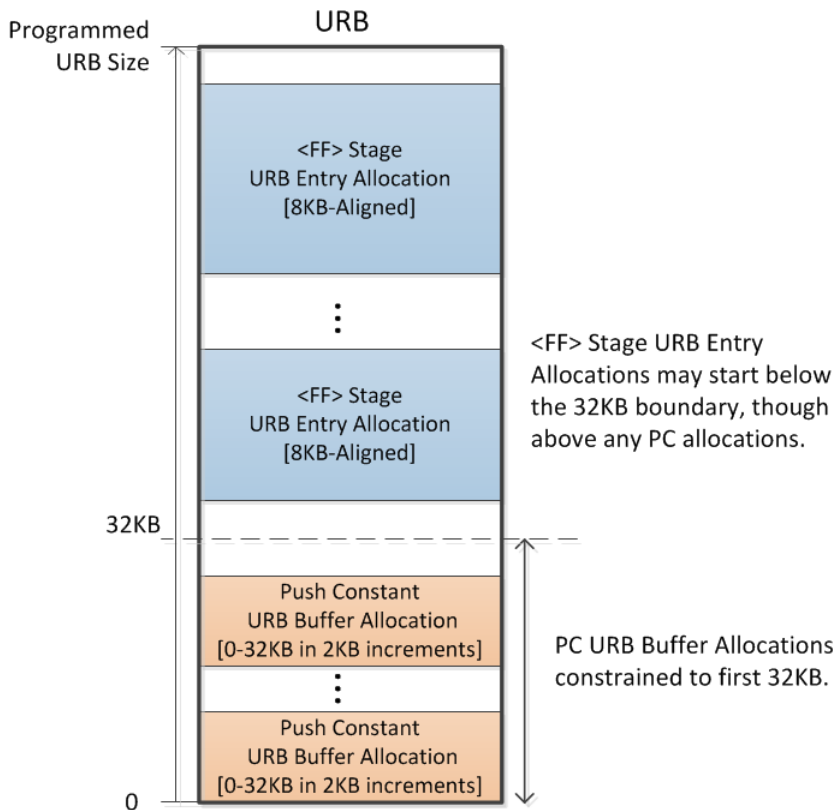 URB
Programmed
URB Size
<FF> Stage
URB Entry Allocation
[8KB-Aligned]
<FF> Stage
URB Entry Allocation
[8KB-Aligned]
<FF> Stage URB Entry
Allocations may start below
the 32KB boundary, though
above any PC allocations.
32KB
Push Constant
URB Buffer Allocation
[0-32KB in 2KB increments]
PC URB Buffer Allocations
constrained to first 32KB.
Push Constant
URB Buffer Allocation
[0-32KB in 2KB increments]
0